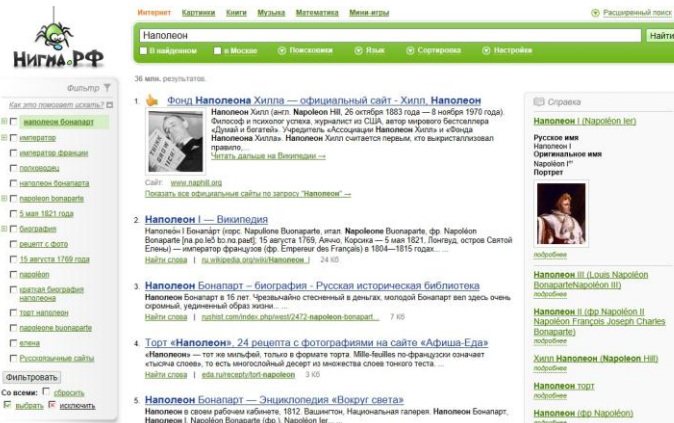 Интернет Картинки Книги Музыка Математика Мини-игры
Расширенный поиск
Наполеон
Найти
В найденном в Москве Поисковики Язык Сортировка Настройки
НИГМА.РФ
36 млн. результатов.
Фильтр
Как это помогает искать?
наполеон бонапарт
император
император франции
полководец
наполеон бонапарта
napoleon bonaparte
5 мая 1821 года
биография
рецепт с фото
15 августа 1769 года
napoléon
краткая биография
наполеона
торт наполеон
napoleone buonaparte
елена
Русскоязычные сайты
Фильтровать
Со всеми: сбросить
выбрать исключить
1. Фонд Наполеона Хилла — официальный сайт - Хилл, Наполеон
Наполеон Хилл (англ. Napoleon Hill, 26 октября 1883 года — 8 ноября 1970 года).
Философ и психолог успеха, журналист из США, автор мирового бестселлера
«Думай и богатей». Учредитель «Ассоциации Наполеон Хилл» и «Фонда
Наполеона Хилла». Наполеон Хилл считается первым, кто выкристаллизовал
правило,...
Читать дальше на Википедии →
Сайт: www.naphill.org
Показать все официальные сайты по запросу "Наполеон" →
2. Наполеон I — Википедия
Наполео́н I Бонапа́рт (корс. Napulione Buonaparte, итал. Napoleone Buonaparte, фр. Napoléon
Bonaparte; 15 августа 1769, Аяччо, Корсика — 5 мая 1821, Лонгвуд, остров Святой
Елены) — император французов (фр. Empereur des Français) в 1804—1815 годах... ...
Найти слова | ru.wikipedia.org/wiki/Наполеон_I 24 Кб
3. Наполеон Бонапарт – биография - Русская историческая библиотека
Наполеон Бонапарт в 16 лет. Чрезвычайно стесненный в деньгах, молодой Бонапарт вел здесь очень
скромный, уединенный образ жизни... ...
Найти слова | rushist.com/index.php/west/2472-napoleon-bonapart... 7 Кб
4. Торт «Наполеон», 24 рецепта с фотографиями на сайте «Афиша-Еда»
«Наполеон» — тот же мильфей, только в формате торта. Mille-feuilles по-французски означает
«тысяча слоев», то есть многослойный десерт из множества слоев тонкого теста. ...
Найти слова | eda.ru/recepty/tort-napoleon 3 Кб
5. Наполеон Бонапарт — Энциклопедия «Вокруг света»
Наполеон в своем рабочем кабинете, 1812. Вашингтон, Национальная галерея. Наполеон Бонапарт,
Наполеон I, Napoléon Bonaparte (фр.), Наполеон Iер... ...
Справка
Наполеон I (Napoléon Ier)
Русское имя
Наполеон I
Оригинальное имя
Napoléon Ier
Портрет
подробнее
Наполеон III (Louis Napoléon
BonaparteNapoléon III)
подробнее
Наполеон II (фр Napoléon II
Napoléon François Joseph Charles
Bonaparte)
подробнее
Хилл Наполеон (Napoleon Hill)
подробнее
Наполеон торт
подробнее
Наполеон (фр Napoléon)
подробнее